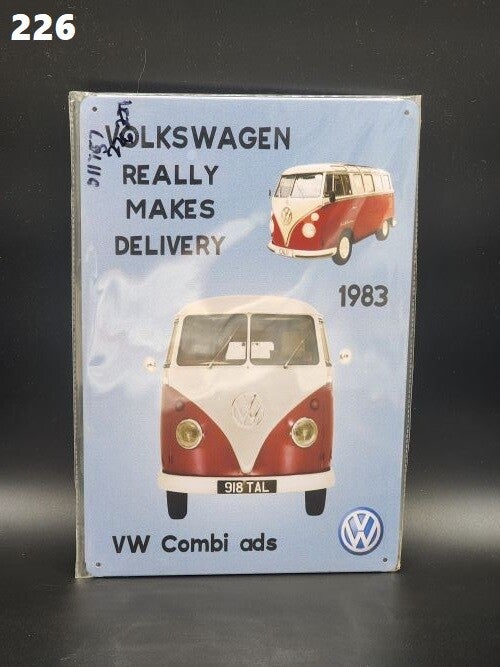 226
VOLKSWAGEN
REALLY
MAKES
DELIVERY
1983
918 TAL
VW Combi ads